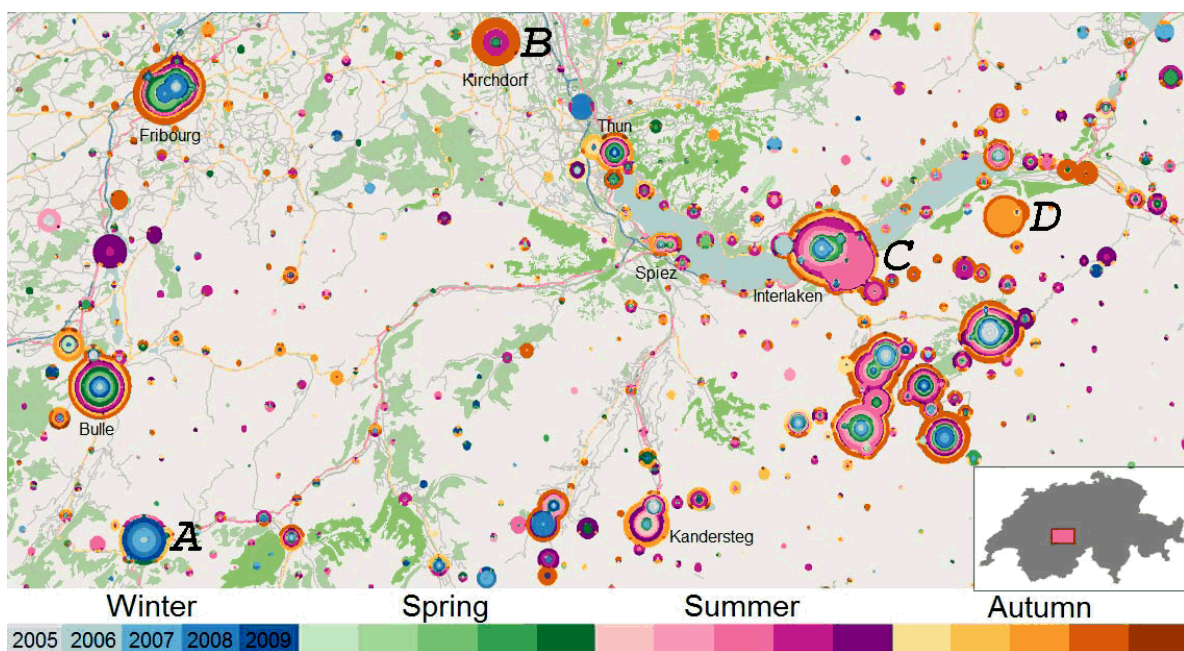 B
Kirchdorf
Fribourg
Thun
D
C
Spiez
Interlaken
Bulle
A
Kandersteg
Winter Spring Summer Autumn
2005 2006 2007 2008 2009